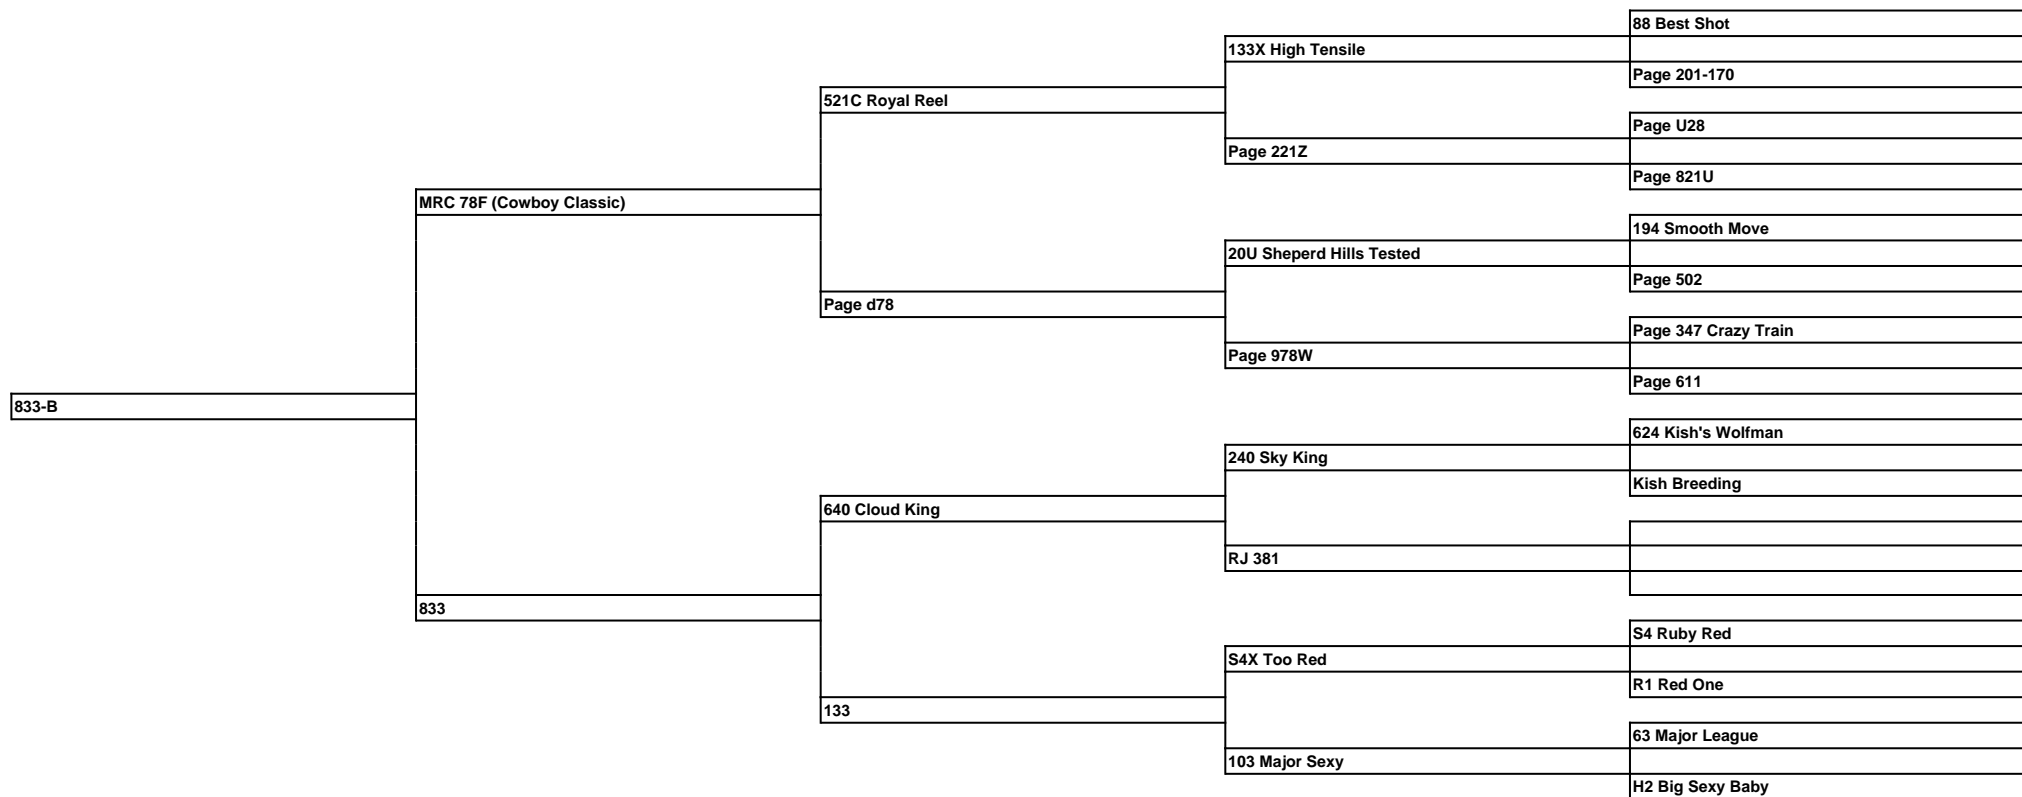 88 Best Shot
133X High Tensile
Page 201-170
521C Royal Reel
Page U28
Page 221Z
Page 821U
MRC 78F (Cowboy Classic)
194 Smooth Move
20U Sheperd Hills Tested
Page 502
Page d78
Page 347 Crazy Train
Page 978W
Page 611
833-B
624 Kish's Wolfman
240 Sky King
Kish Breeding
640 Cloud King
RJ 381
833
S4 Ruby Red
S4X Too Red
R1 Red One
133
63 Major League
103 Major Sexy
H2 Big Sexy Baby